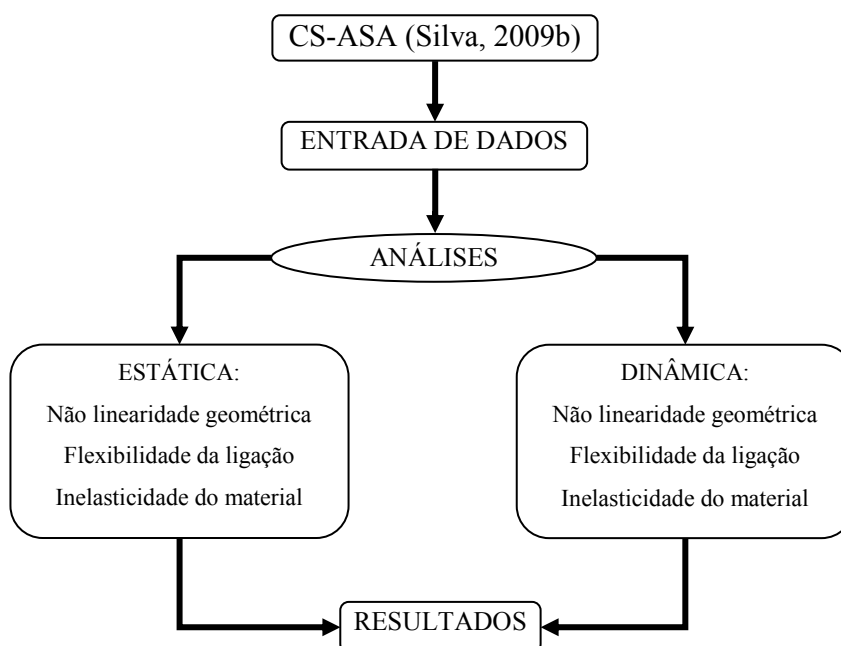 CS-ASA (Silva, 2009b)
ENTRADA DE DADOS
ANÁLISES
ESTÁTICA:
Não linearidade geométrica
Flexibilidade da ligação
Inelasticidade do material
DINÂMICA:
Não linearidade geométrica
Flexibilidade da ligação
Inelasticidade do material
RESULTADOS